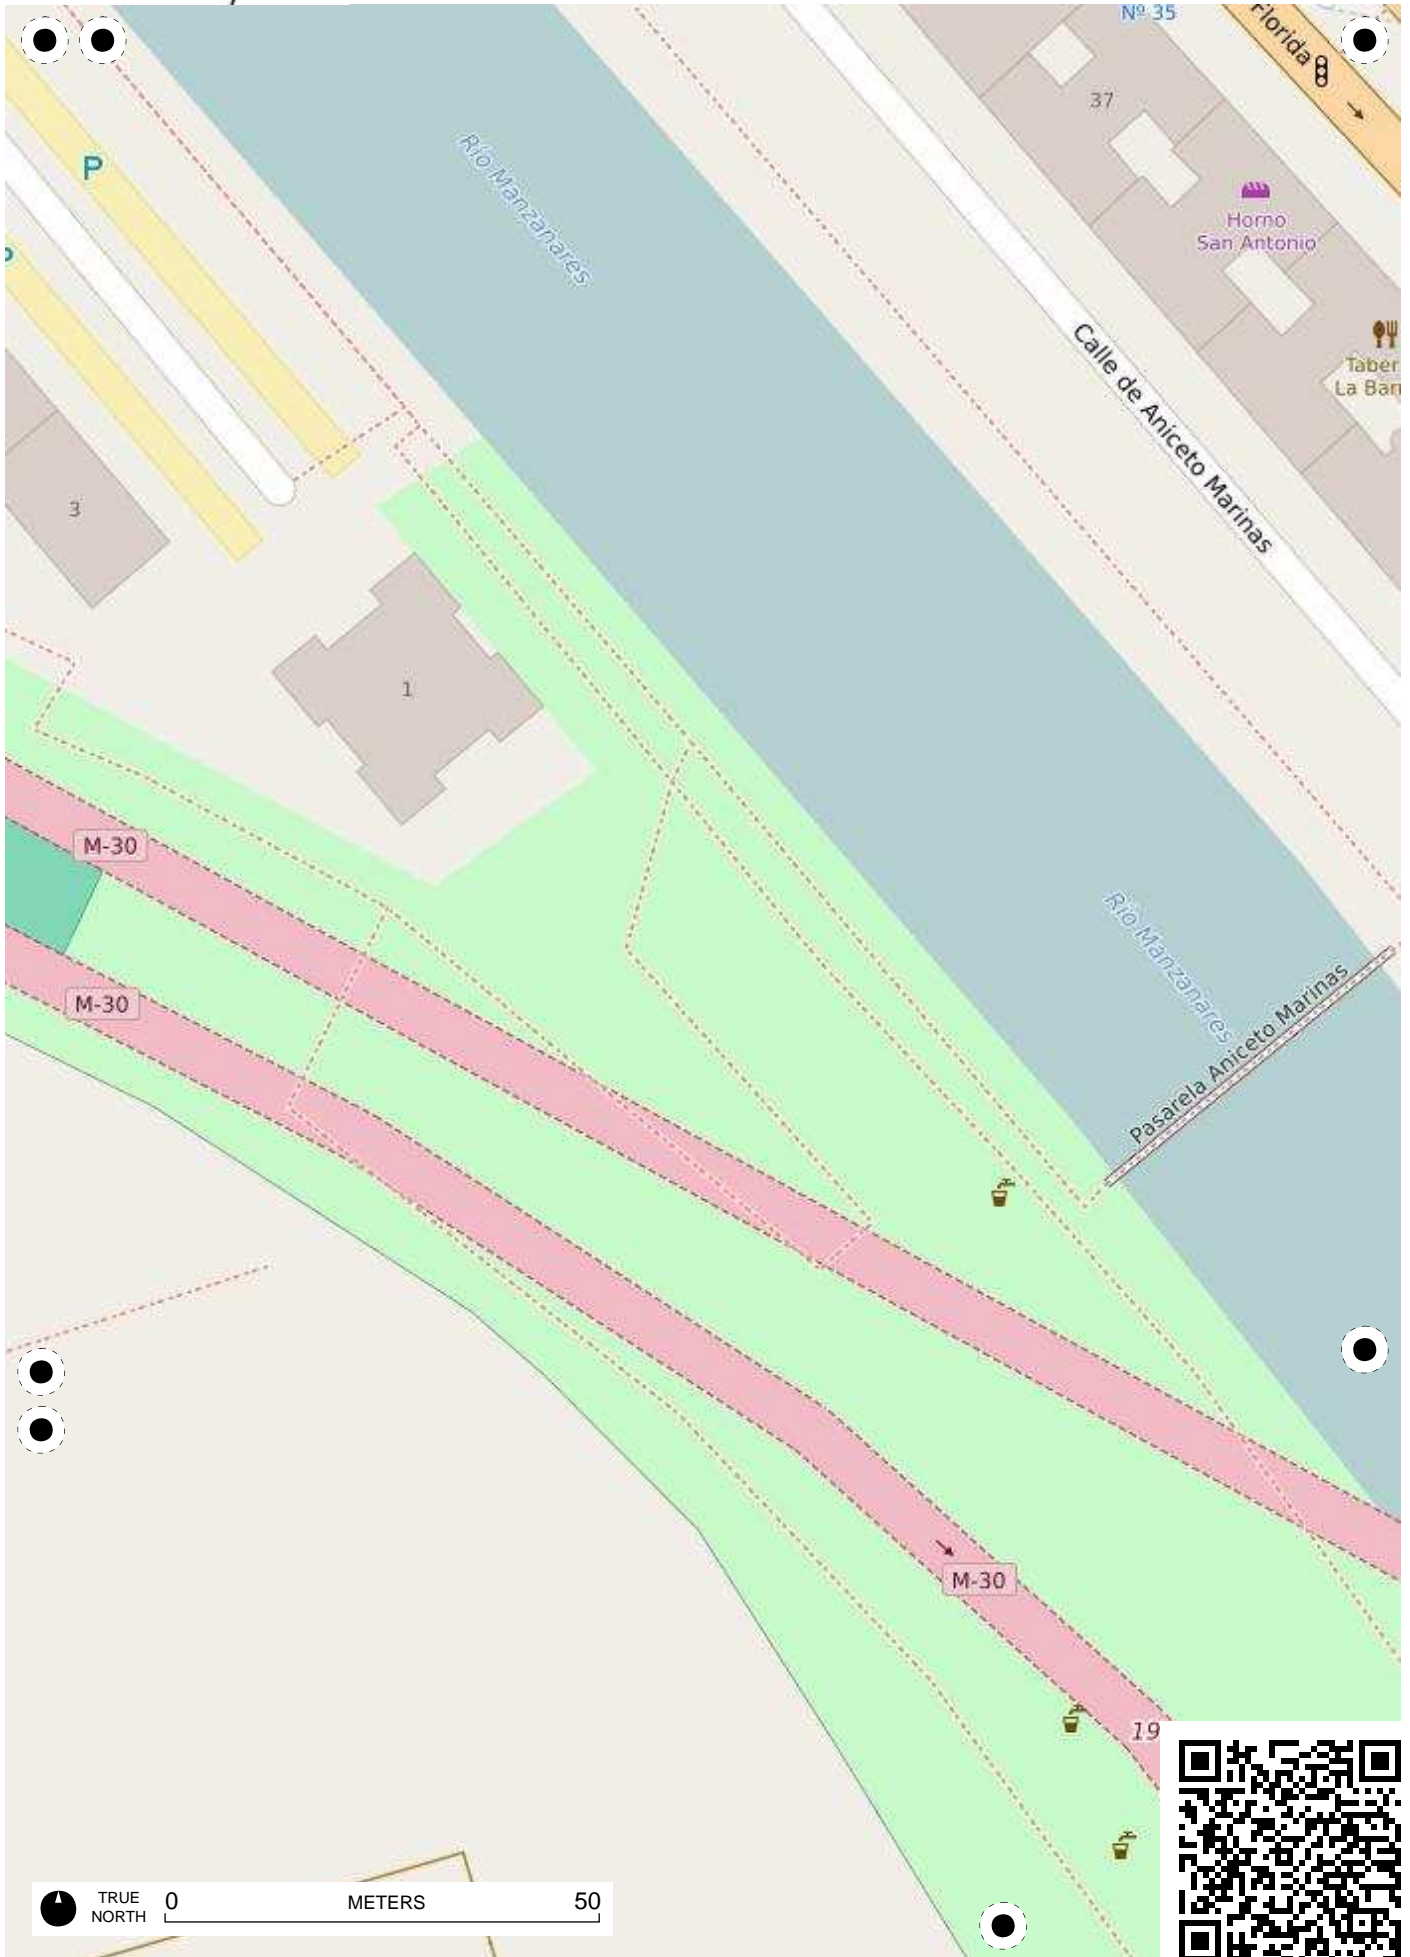 Nº 35
Florida
37
P
Río Manzanares
Horno
San Antonio
P
Calle de Aniceto Marinas
Taber
La Bar
3
1
M-30
Río Manzanares
Pasarela Aniceto Marinas
M-30
M-30
19
TRUE
NORTH
0 METERS 50